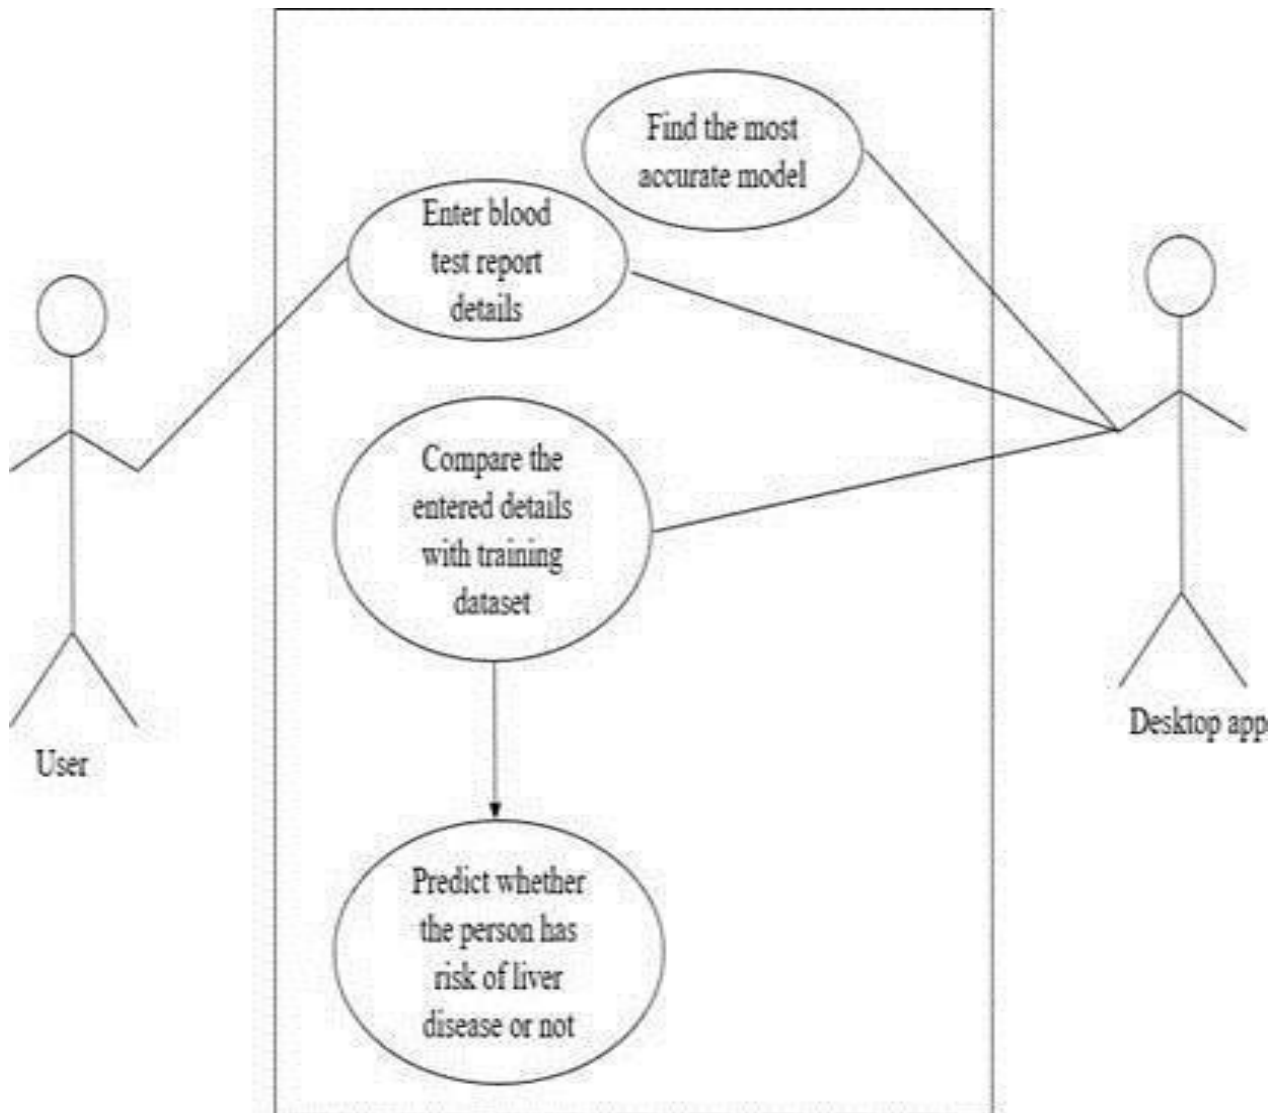 Find the most
accurate model
Enter blood
test report
details
Compare the
entered details
with training
dataset
User
Desktop app
Predict whether
the person has
risk of liver
disease or not